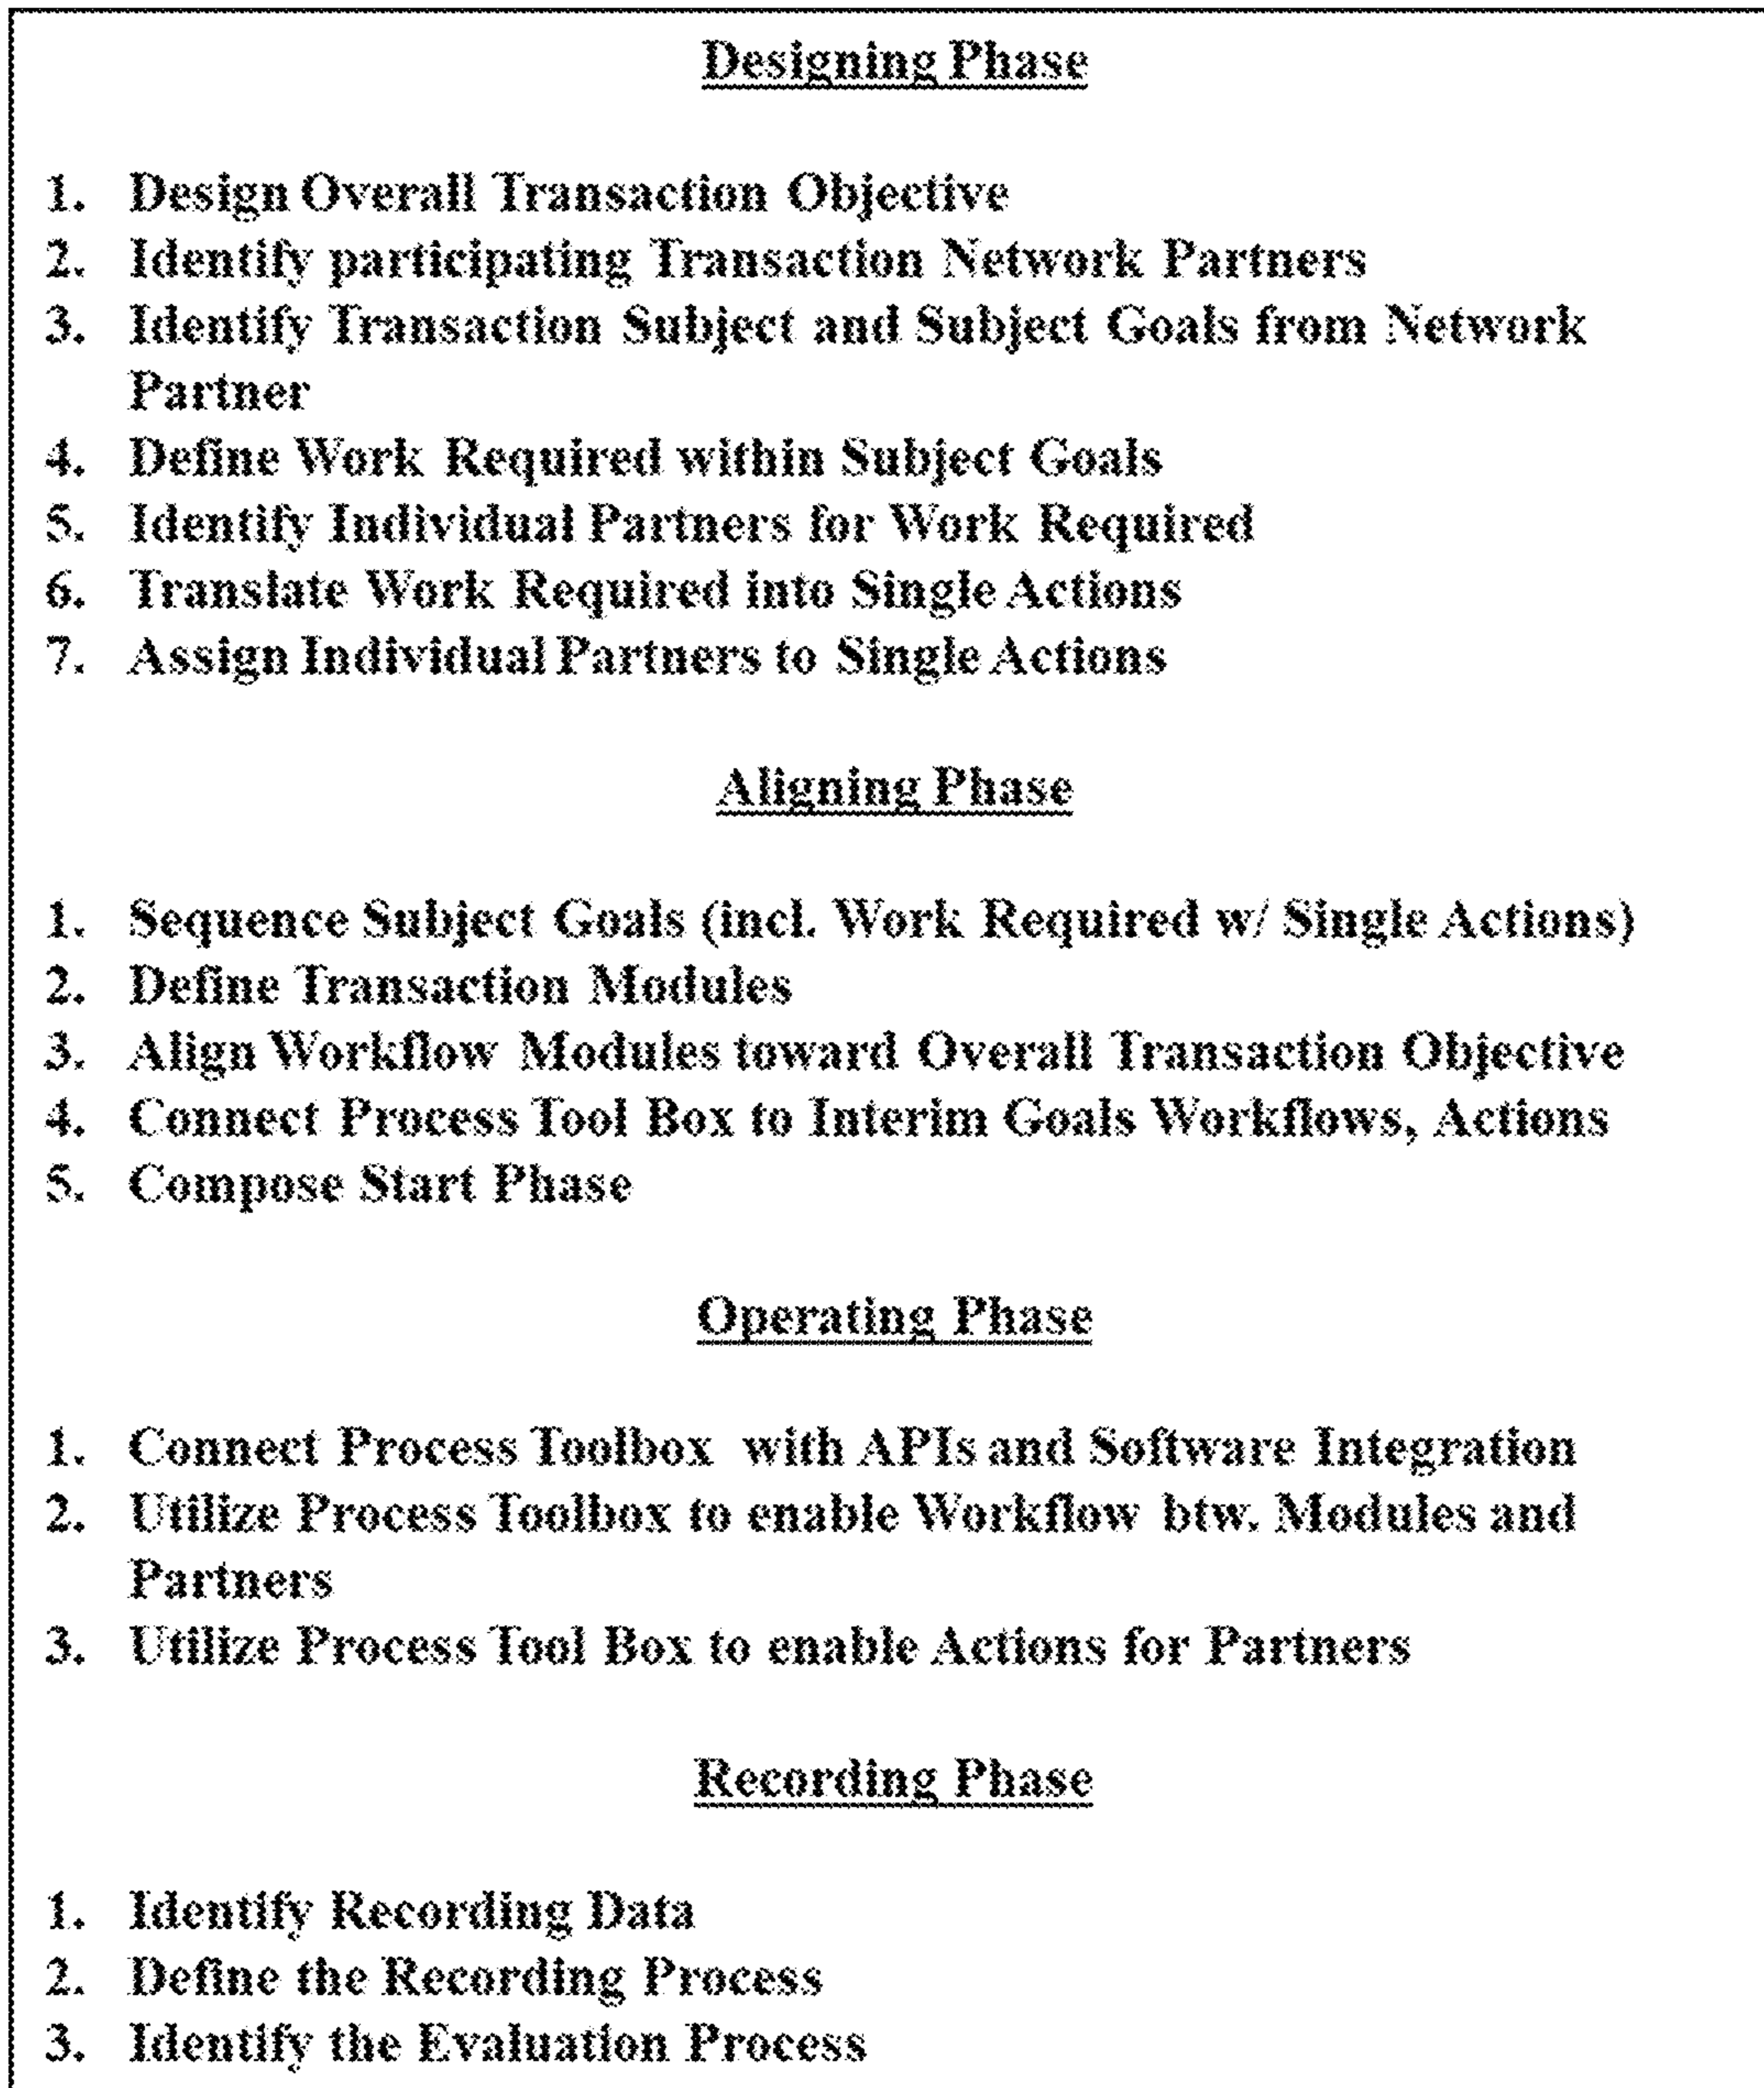 Designing Phase
1. Design Overall Transaction Objective
2. Identify participating Transaction Network Partners
3. Identify Transaction Subject and Subject Goals from Network
Partner
4. Define Work Required within Subject Goals
5. Identify Individual Partners for Work Required
6. Translate Work Required into Single Actions
7. Assign Individual Partners to Single Actions
Aligning Phase
1. Sequence Subject Goals (incl. Work Required w/ Single Actions)
2. Define Transaction Modules
3. Align Workflow Modules toward Overall Transaction Objective
4. Connect Process Tool Box to Interim Goals Workflows, Actions
5. Compose Start Phase
Operating Phase
1. Connect Process Toolbox with APIs and Software Integration
2. Utilize Process Toolbox to enable Workflow btw. Modules and
Partners
3. Utilize Process Tool Box to enable Actions for Partners
Recording Phase
1. Identify Recording Data
2. Define the Recording Process
3. Identify the Evaluation Process